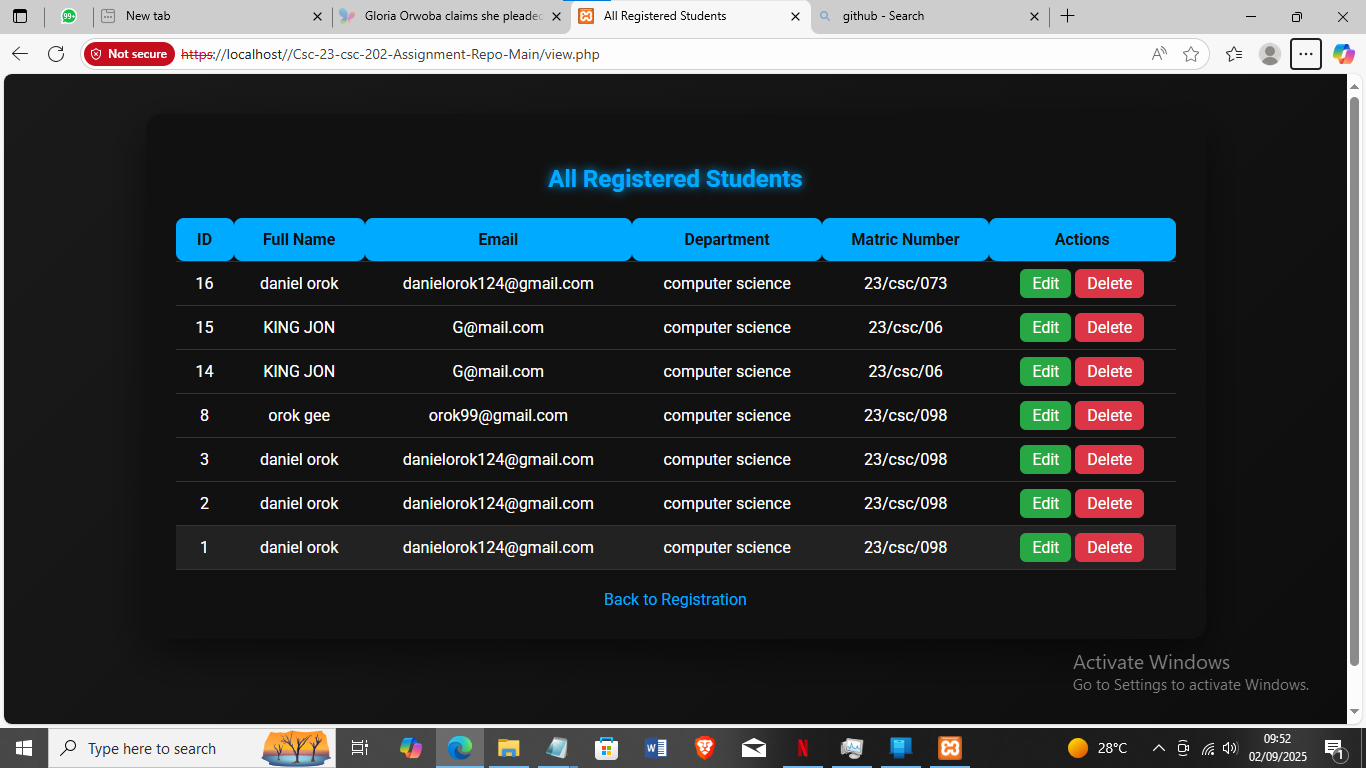 99+
New tab
Gloria Orwoba claims she pleaded
All Registered Students
github - Search
Not secure
https://localhost//Csc-23-csc-202-Assignment-Repo-Main/view.php
All Registered Students
ID Full Name Email Department Matric Number Actions
16 daniel orok danielorok124@gmail.com computer science 23/csc/073 Edit Delete
15 KING JON G@mail.com computer science 23/csc/06 Edit Delete
14 KING JON G@mail.com computer science 23/csc/06 Edit Delete
8 orok gee orok99@gmail.com computer science 23/csc/098 Edit Delete
3 daniel orok danielorok124@gmail.com computer science 23/csc/098 Edit Delete
2 daniel orok danielorok124@gmail.com computer science 23/csc/098 Edit Delete
1 daniel orok danielorok124@gmail.com computer science 23/csc/098 Edit Delete
Back to Registration
Activate Windows
Go to Settings to activate Windows.
Type here to search
28°C
09:52
02/09/2025
1